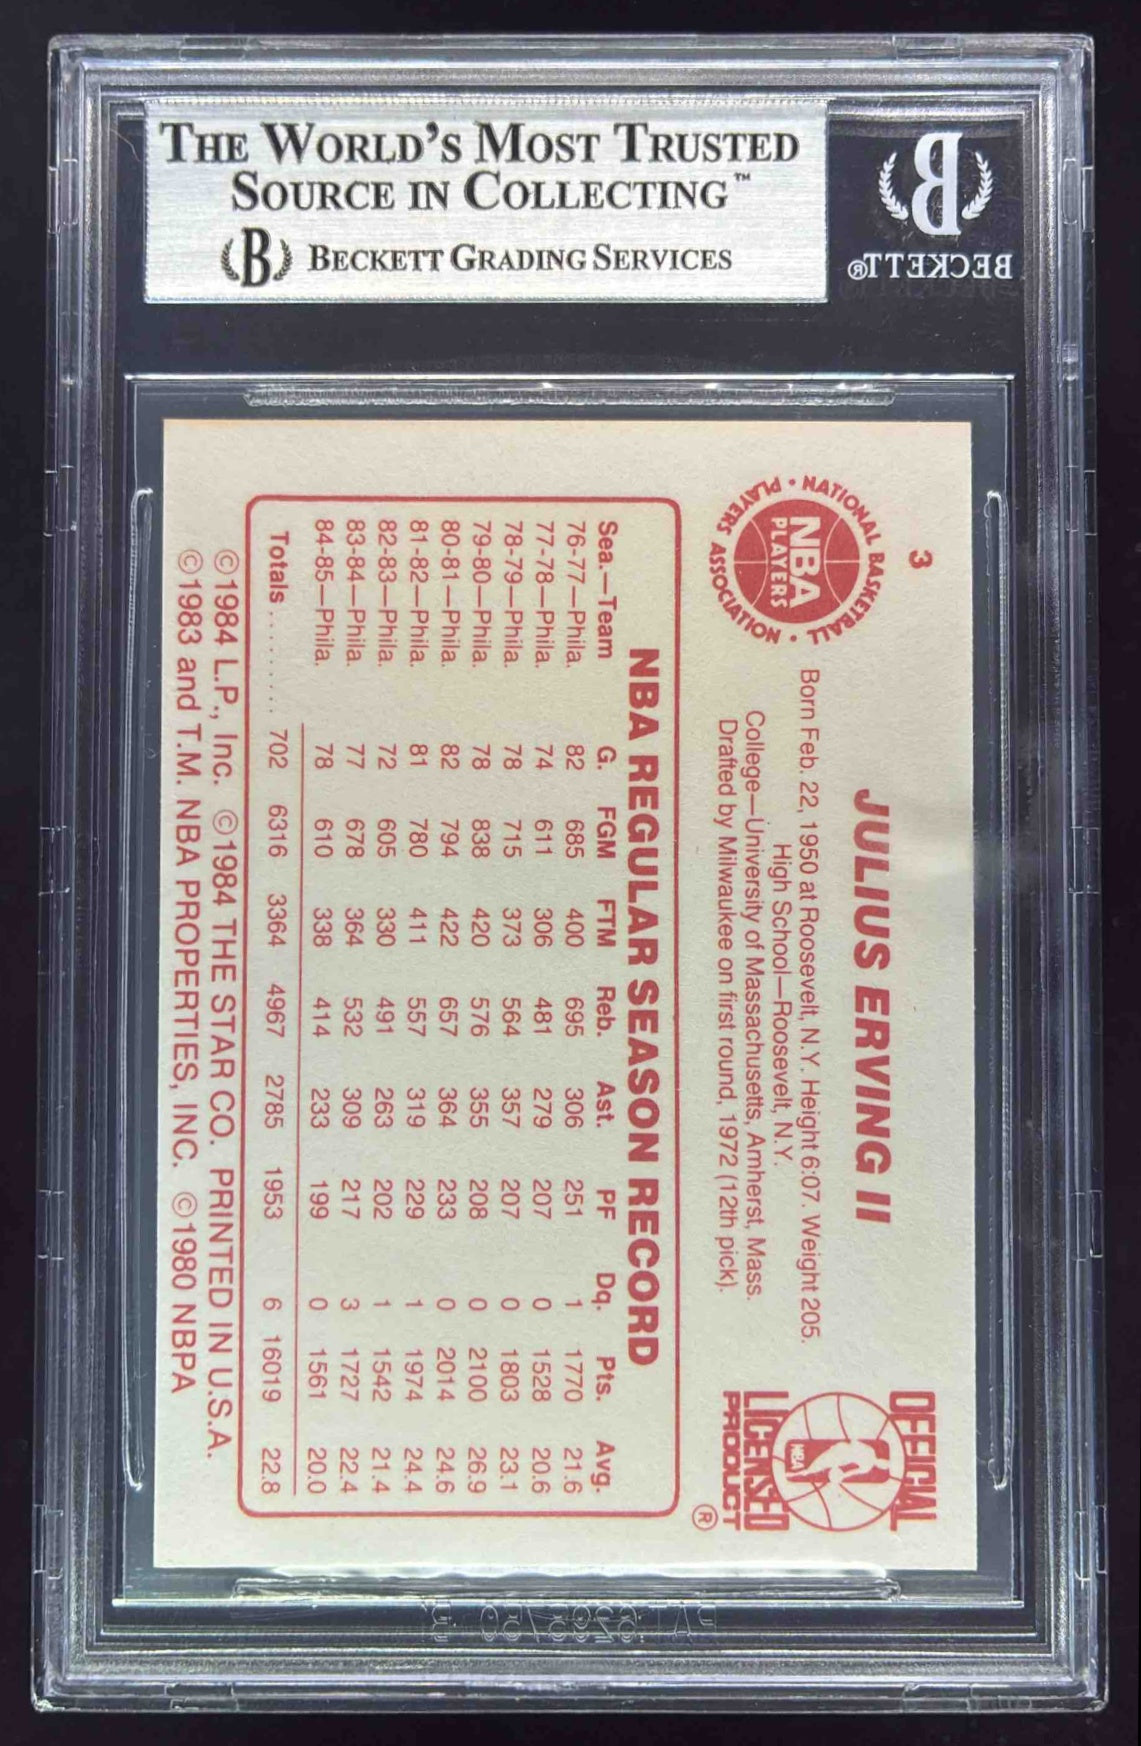 THE WORLD'S MOST TRUSTED
SOURCE IN COLLECTING™
B BECKETT GRADING SERVICES
B
BECKETT®
3
JULIUS ERVING II
NATIONAL BASKETBALL PLAYERS ASSOCIATION
NBA
PLAYERS
Born Feb. 22, 1950 at Roosevelt, N.Y. Height 6:07. Weight 205.
High School—Roosevelt, N.Y.
College—University of Massachusetts, Amherst, Mass.
Drafted by Milwaukee on first round, 1972 (12th pick).
OFFICIAL
NBA
LICENSED
PRODUCT
®
NBA REGULAR SEASON RECORD
Sea.—Team G. FGM FTM Reb. Ast. PF Dq. Pts. Avg.
76-77—Phila. 82 685 400 695 306 251 1 1770 21.6
77-78—Phila. 74 611 306 481 279 207 0 1528 20.6
78-79—Phila. 78 715 373 564 357 207 0 1803 23.1
79-80—Phila. 78 838 420 576 355 208 0 2100 26.9
80-81—Phila. 82 794 422 657 364 233 0 2014 24.6
81-82—Phila. 81 780 411 557 319 229 1 1974 24.4
82-83—Phila. 72 605 330 491 263 202 1 1542 21.4
83-84—Phila. 77 678 364 532 309 217 3 1727 22.4
84-85—Phila. 78 610 338 414 233 199 0 1561 20.0
Totals ......... 702 6316 3364 4967 2785 1953 6 16019 22.8
©1984 L.P., Inc. ©1984 THE STAR CO. PRINTED IN U.S.A.
©1983 and T.M. NBA PROPERTIES, INC. ©1980 NBPA